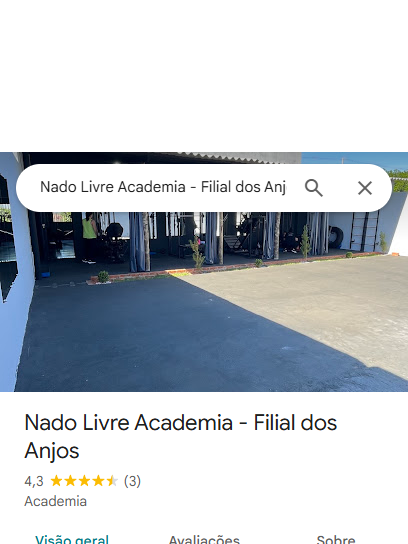 Nado Livre Academia - Filial dos Anj
Nado Livre Academia - Filial dos
Anjos
4,3 (3)
Academia
Visão geral Avaliações Sobre